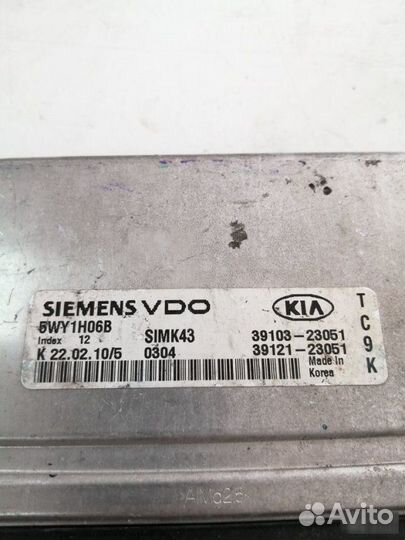 SIEMENS VDO KIA
5WY1H06B
Index 12 SIMK43 39103-23051
K 22.02.10/5 0304 39121-23051
Made In
Korea
TC9K
Avito